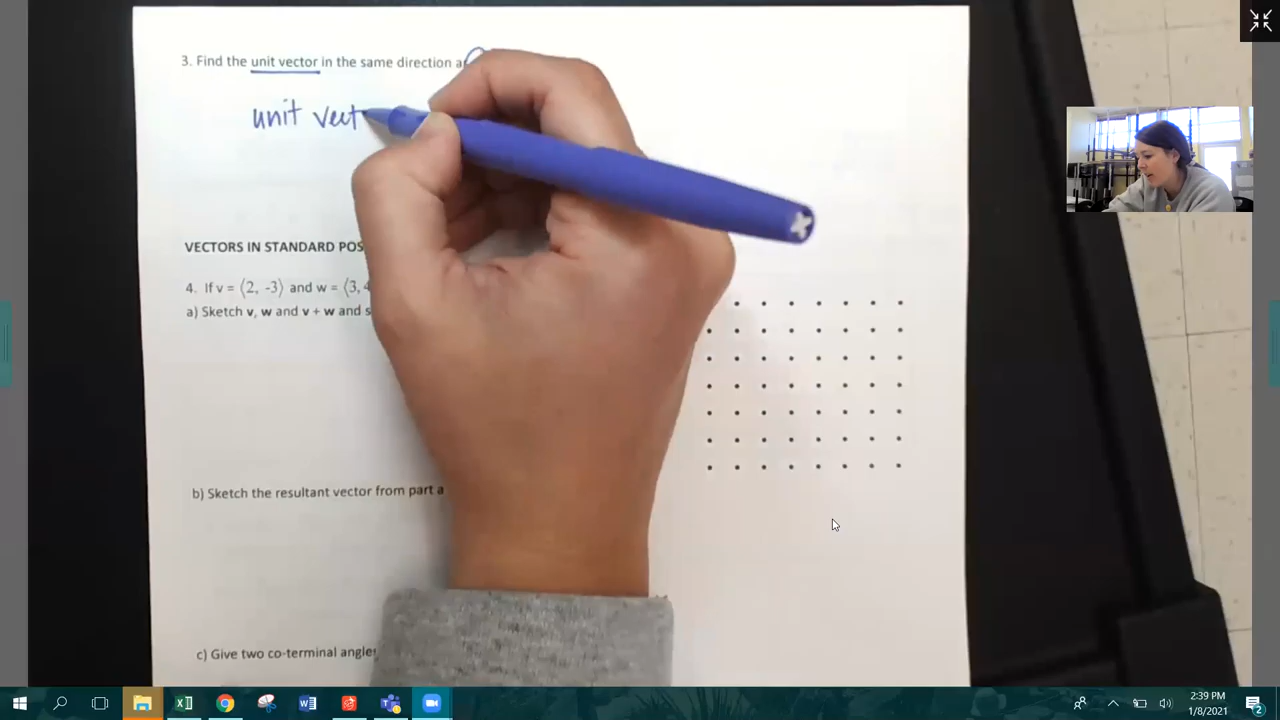 3. Find the unit vector in the same direction a
unit vect
VECTORS IN STANDARD POS
4. If v = ⟨2, -3⟩ and w = ⟨3, 4
a) Sketch v, w and v + w and s
b) Sketch the resultant vector from part a
c) Give two co-terminal angles
2:39 PM
1/8/2021
2